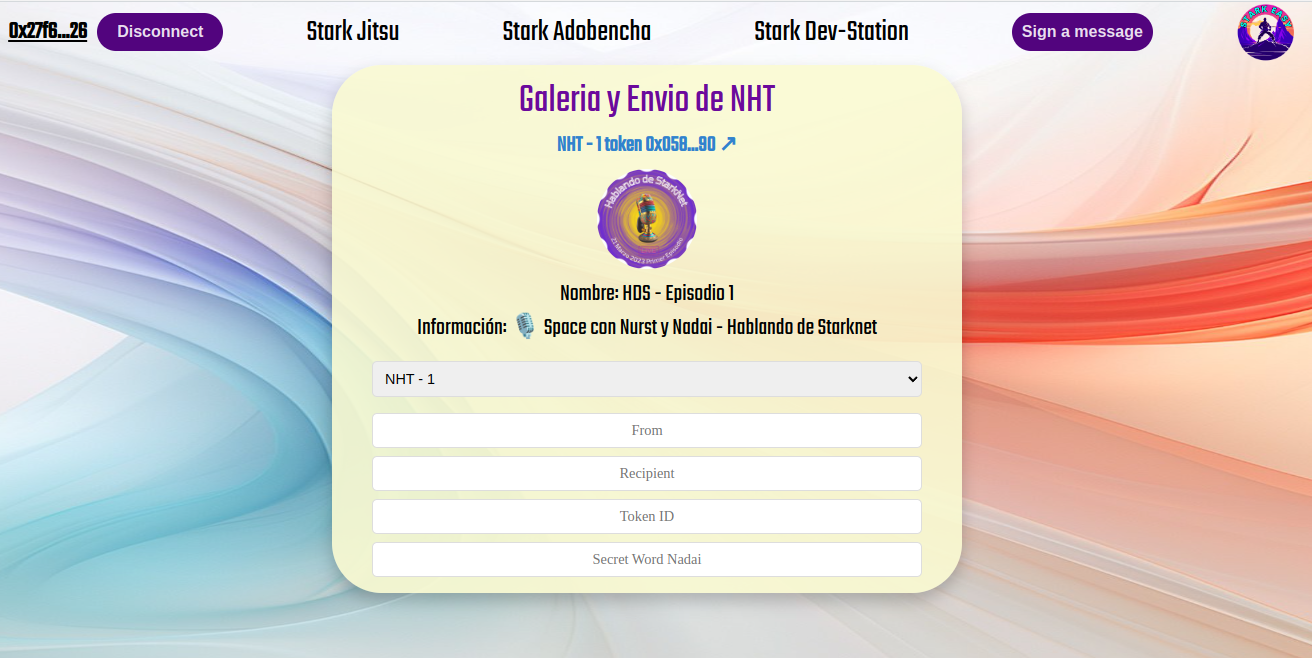 0x27f6...26 Disconnect Stark Jitsu Stark Adobencha Stark Dev-Station Sign a message
STARK EASY
Galeria y Envio de NHT
NHT - 1 token 0x058...90 ↗
Hablando de StarkNet
21 Marzo 2023 Primer Episodio
Nombre: HDS - Episodio 1
Información: 🎙️ Space con Nurst y Nadai - Hablando de Starknet
NHT - 1
From
Recipient
Token ID
Secret Word Nadai